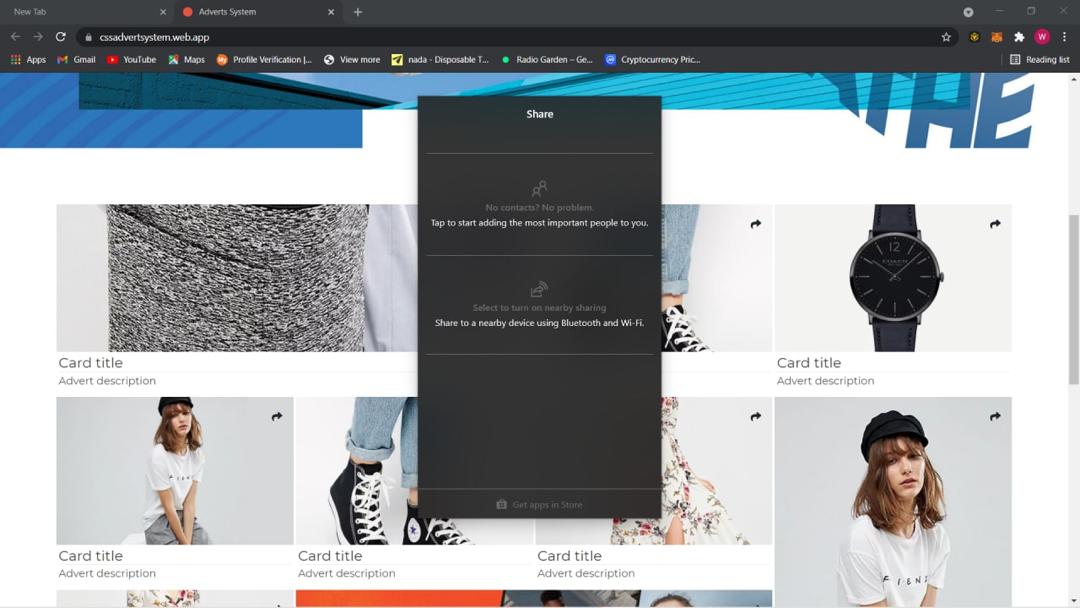 New Tab
Adverts System
cssadvertsystem.web.app
W
Apps
Gmail
YouTube
Maps
Profile Verification |...
View more
nada - Disposable T...
Radio Garden – Ge...
Cryptocurrency Pric...
Reading list
THE
Share
No contacts? No problem.
Tap to start adding the most important people to you.
Select to turn on nearby sharing
Share to a nearby device using Bluetooth and Wi-Fi.
Get apps in Store
12
COACH
Card title
Advert description
Card title
Advert description
Card title
Advert description
Card title
Advert description
Card title
Advert description